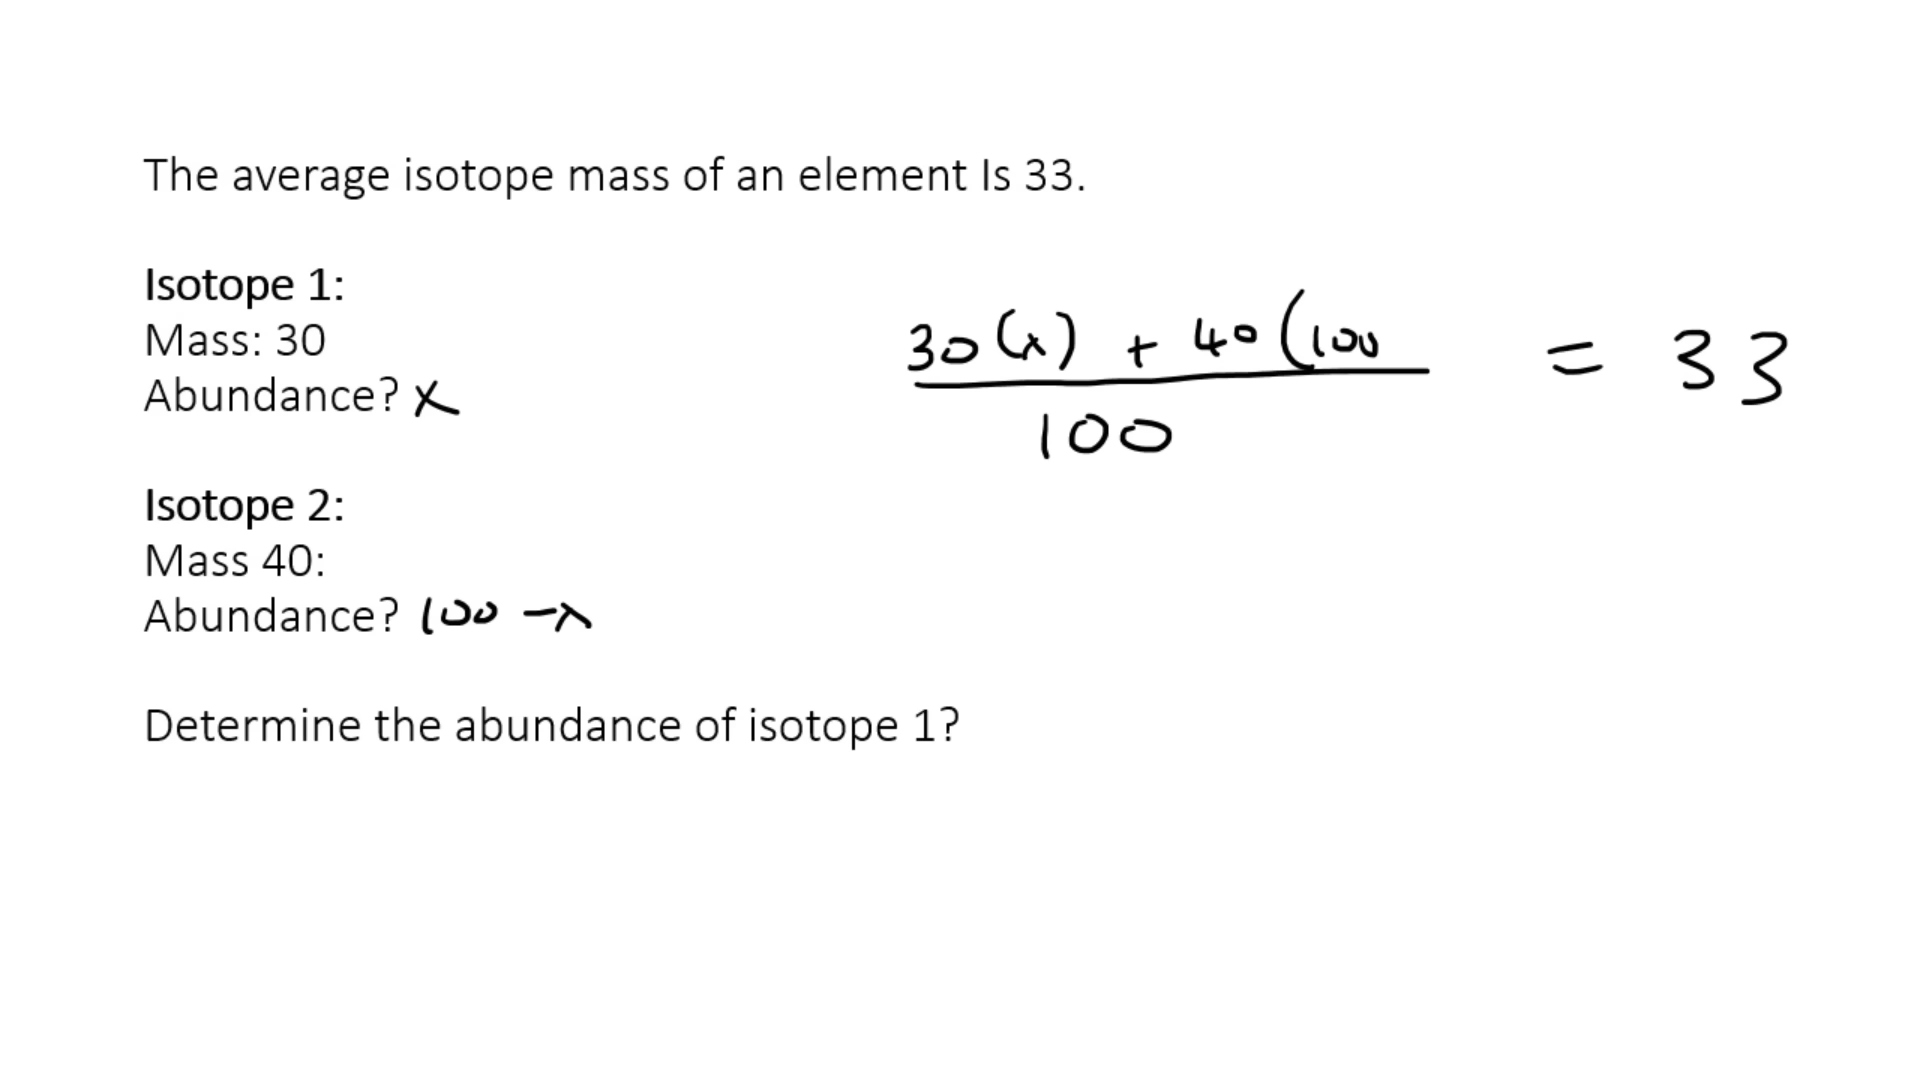 The average isotope mass of an element Is 33.
Isotope 1:
Mass: 30
Abundance? x
Isotope 2:
Mass 40:
Abundance? 100 -x
Determine the abundance of isotope 1?
30(x) + 40(100
100
= 33